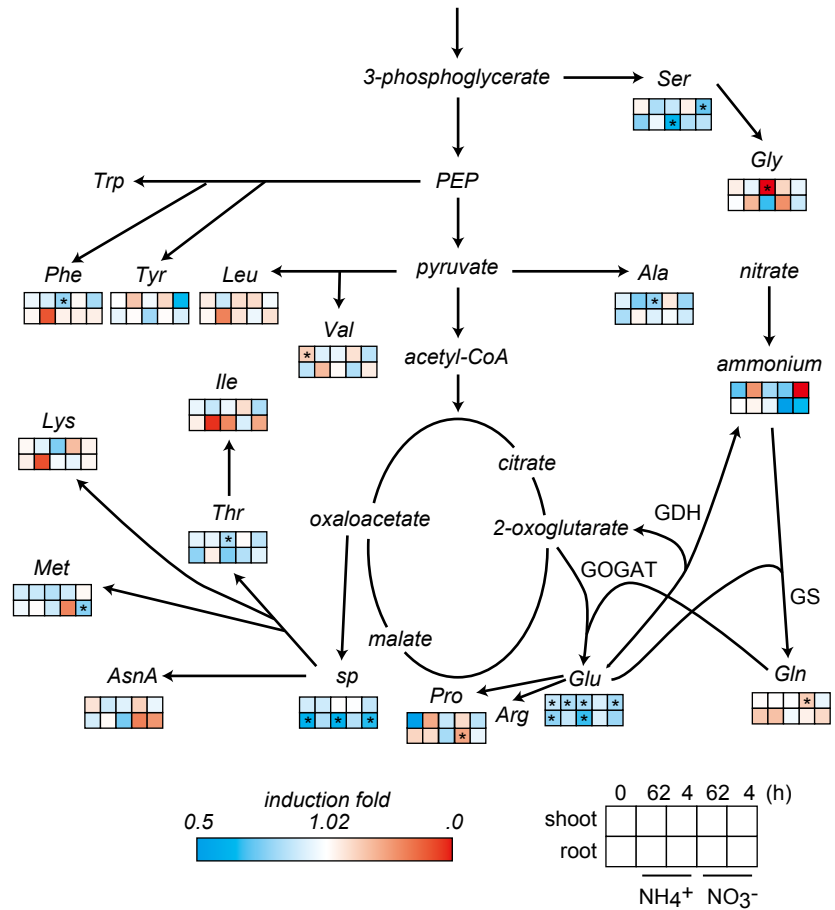 3-phosphoglycerate
Ser
*
*
Gly
*
Trp
PEP
Phe
Tyr
Leu
pyruvate
Ala
nitrate
*
*
Val
*
acetyl-CoA
ammonium
Ile
Lys
citrate
Thr
*
oxaloacetate
2-oxoglutarate
GDH
Met
*
GOGAT
GS
malate
AsnA
sp
* * *
Pro
*
Arg
Glu
* * * *
* *
Gln
*
induction fold
0.5 1.02 .0
0 62 4 62 4 (h)
shoot
root
NH4+ NO3-